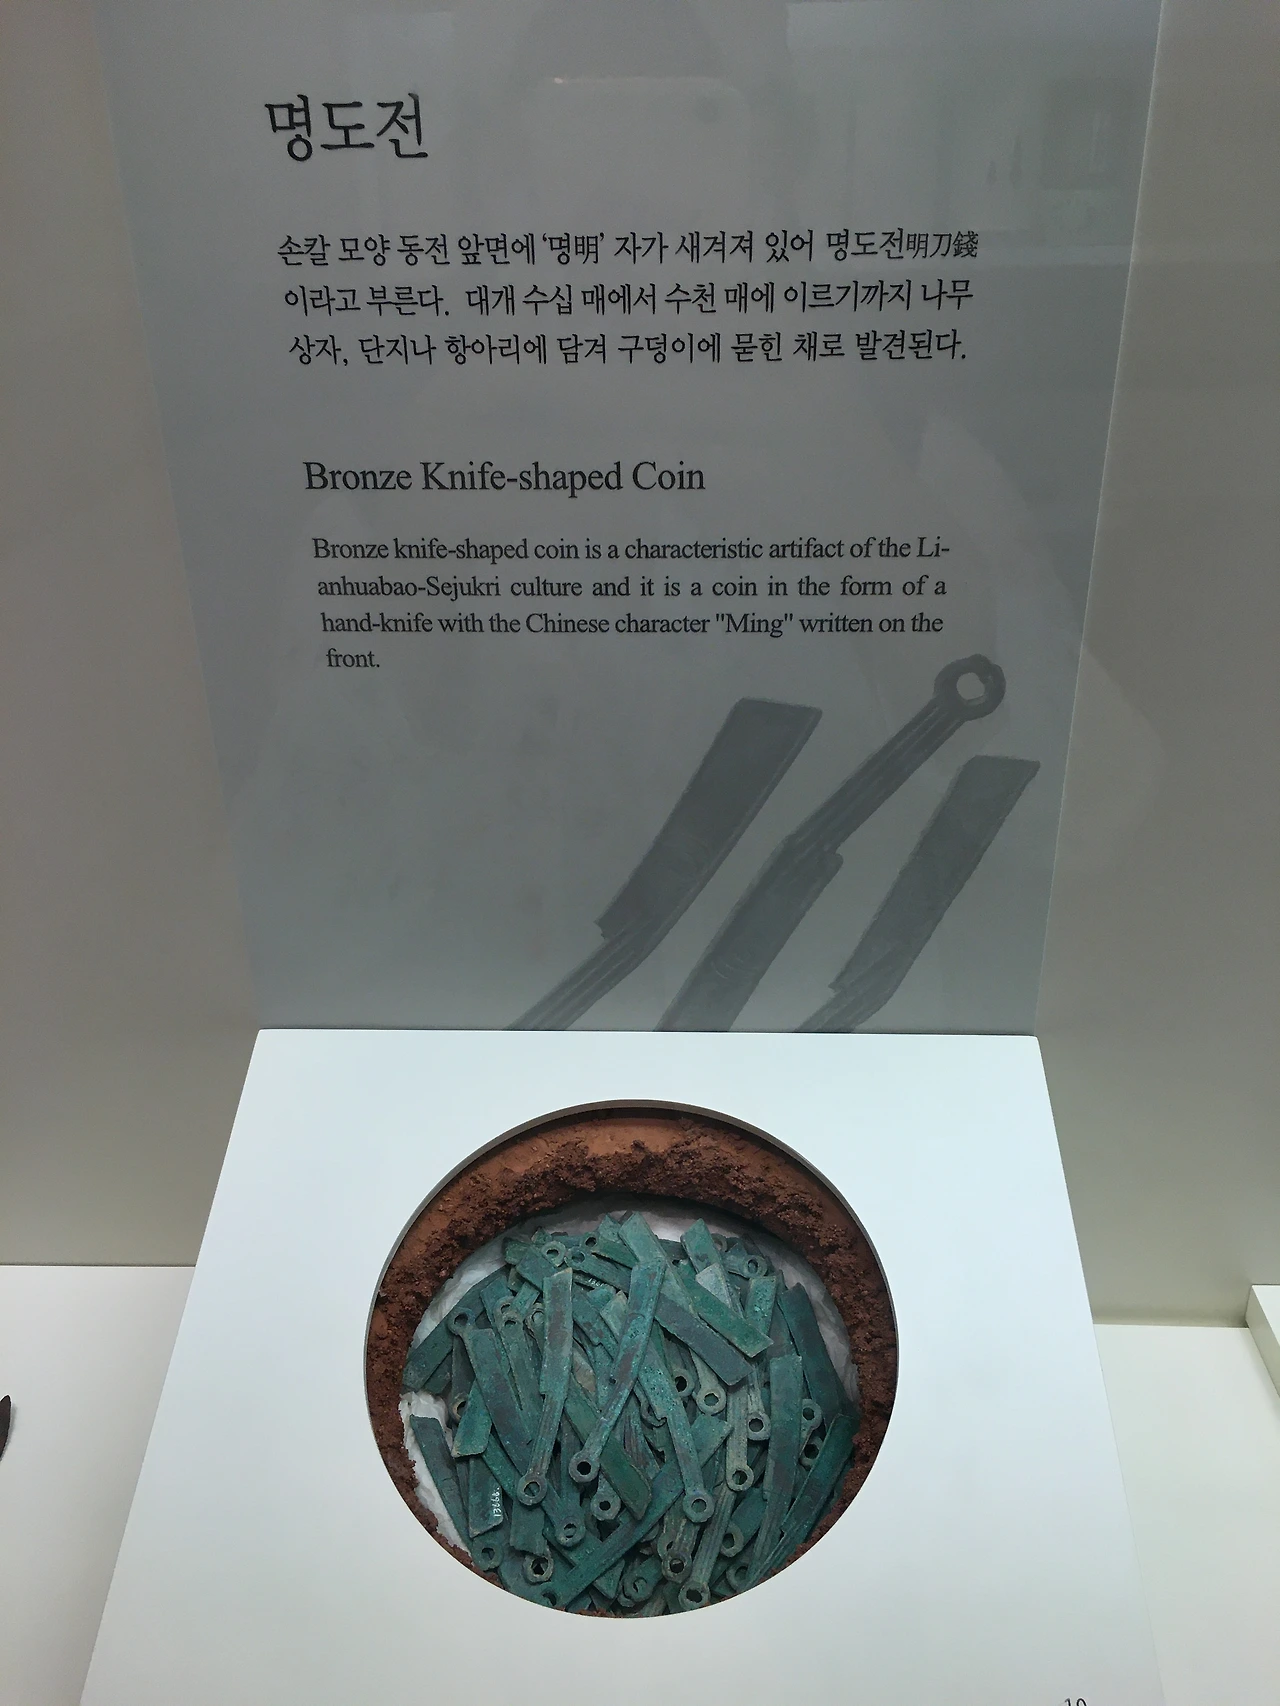 명도전
손칼 모양 동전 앞면에 ‘명明’ 자가 새겨져 있어 명도전明刀錢
이라고 부른다. 대개 수십 매에서 수천 매에 이르기까지 나무
상자, 단지나 항아리에 담겨 구덩이에 묻힌 채로 발견된다.
Bronze Knife-shaped Coin
Bronze knife-shaped coin is a characteristic artifact of the Li-
anhuabao-Sejukri culture and it is a coin in the form of a
hand-knife with the Chinese character "Ming" written on the
front.